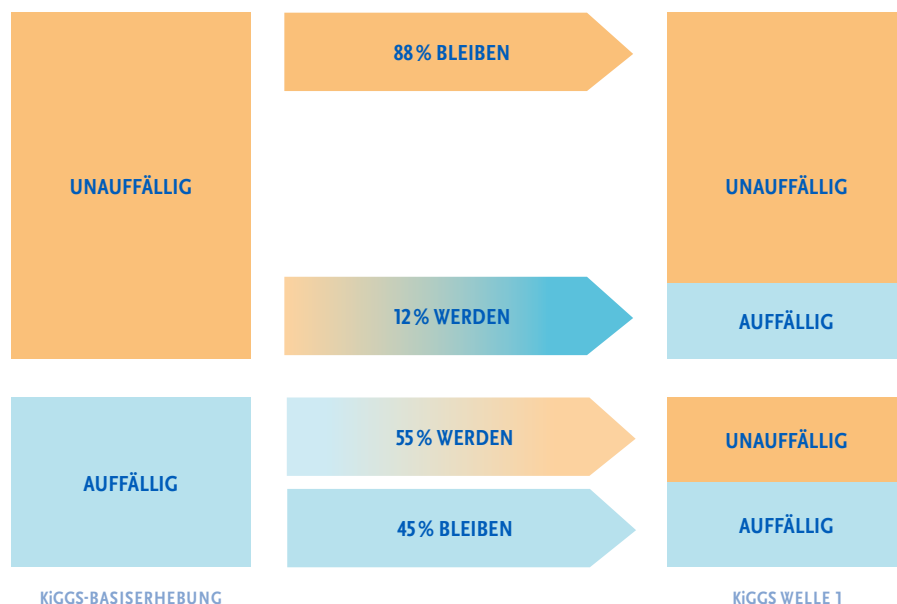 UNAUFFÄLLIG
88 % BLEIBEN
UNAUFFÄLLIG
12 % WERDEN
AUFFÄLLIG
AUFFÄLLIG
55 % WERDEN
UNAUFFÄLLIG
45 % BLEIBEN
AUFFÄLLIG
KiGGS-BASISERHEBUNG
KiGGS WELLE 1